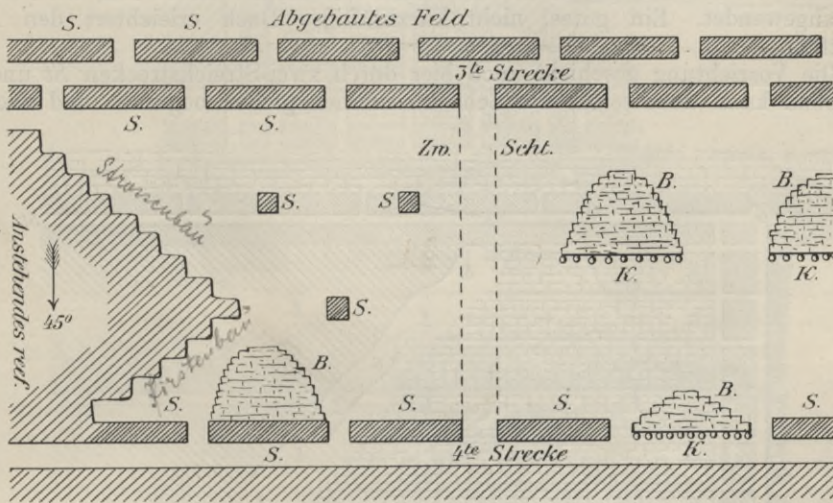 S. S. Abgebautes Feld
3te Strecke
S. S.
Zw. Scht.
B. B.
Strossenbau
S. S
Anstehendes reef.
K. K.
45°
S.
Firstenbau
B.
B.
S. S. S. S.
S. 4te Strecke K.